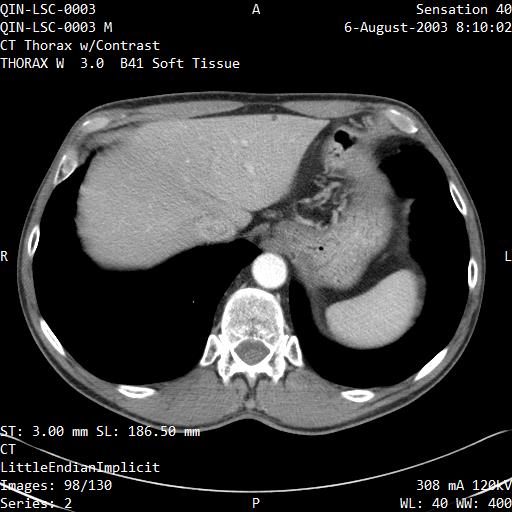 QIN-LSC-0003
A
Sensation 40
QIN-LSC-0003 M
6-August-2003 8:10:02
CT Thorax w/Contrast
THORAX W 3.0 B41 Soft Tissue
R
L
ST: 3.00 mm SL: 186.50 mm
CT
LittleEndianImplicit
Images: 98/130
308 mA 120kV
Series: 2
P
WL: 40 WW: 400